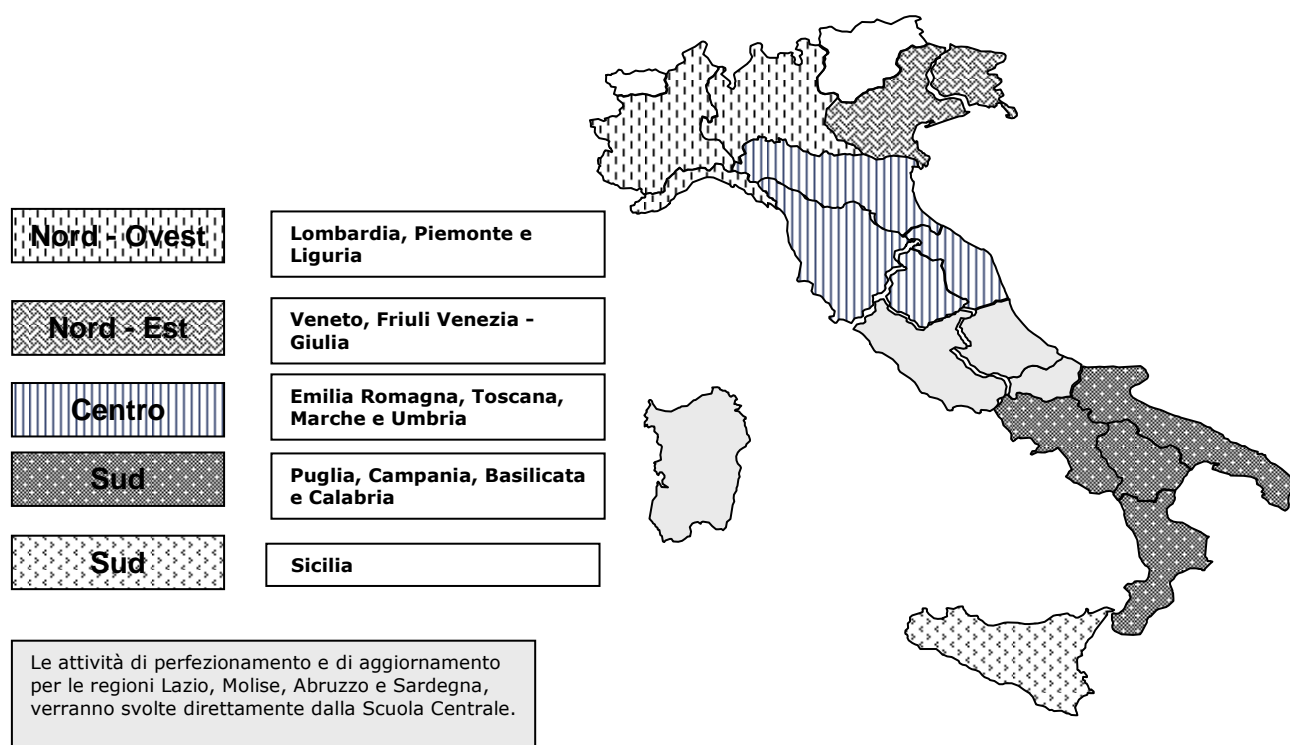 Nord - Ovest
Lombardia, Piemonte e
Liguria
Nord - Est
Veneto, Friuli Venezia -
Giulia
Centro
Emilia Romagna, Toscana,
Marche e Umbria
Sud
Puglia, Campania, Basilicata
e Calabria
Sud
Sicilia
Le attività di perfezionamento e di aggiornamento
per le regioni Lazio, Molise, Abruzzo e Sardegna,
verranno svolte direttamente dalla Scuola Centrale.